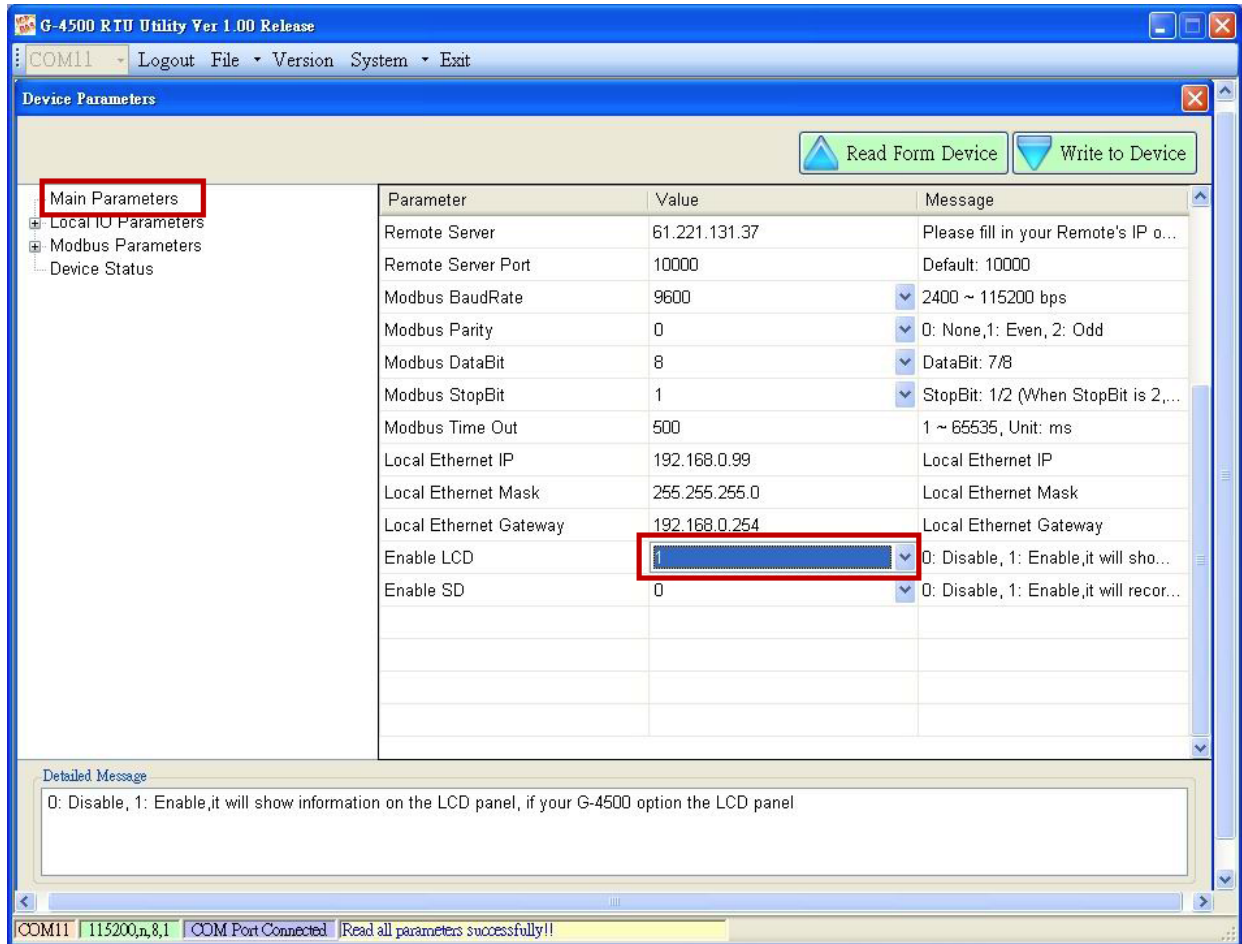 G-4500 RTU Utility Ver 1.00 Release
COM11 Logout File Version System Exit
Device Parameters
Read Form Device Write to Device
Main Parameters
Local IO Parameters
Modbus Parameters
Device Status
Parameter Value Message
Remote Server 61.221.131.37 Please fill in your Remote's IP o...
Remote Server Port 10000 Default: 10000
Modbus BaudRate 9600 2400 ~ 115200 bps
Modbus Parity 0 0: None,1: Even, 2: Odd
Modbus DataBit 8 DataBit: 7/8
Modbus StopBit 1 StopBit: 1/2 (When StopBit is 2,...
Modbus Time Out 500 1 ~ 65535, Unit: ms
Local Ethernet IP 192.168.0.99 Local Ethernet IP
Local Ethernet Mask 255.255.255.0 Local Ethernet Mask
Local Ethernet Gateway 192.168.0.254 Local Ethernet Gateway
Enable LCD 1 0: Disable, 1: Enable,it will sho...
Enable SD 0 0: Disable, 1: Enable,it will recor...
Detailed Message
0: Disable, 1: Enable,it will show information on the LCD panel, if your G-4500 option the LCD panel
COM11 115200,n,8,1 COM Port Connected Read all parameters successfully!!